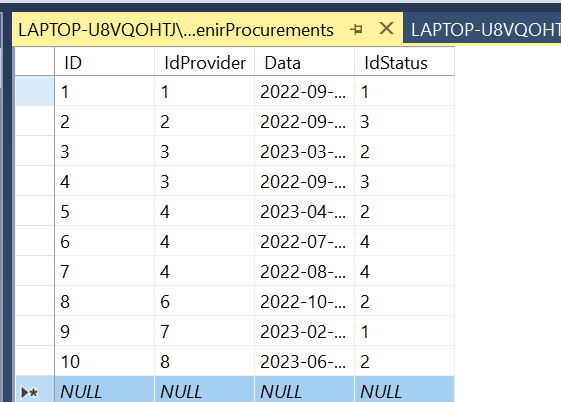 LAPTOP-U8VQOHTJ\...enirProcurements LAPTOP-U8VQOHTJ
ID IdProvider Data IdStatus
1 1 2022-09-... 1
2 2 2022-09-... 3
3 3 2023-03-... 2
4 3 2022-09-... 3
5 4 2023-04-... 2
6 4 2022-07-... 4
7 4 2022-08-... 4
8 6 2022-10-... 2
9 7 2023-02-... 1
10 8 2023-06-... 2
NULL NULL NULL NULL